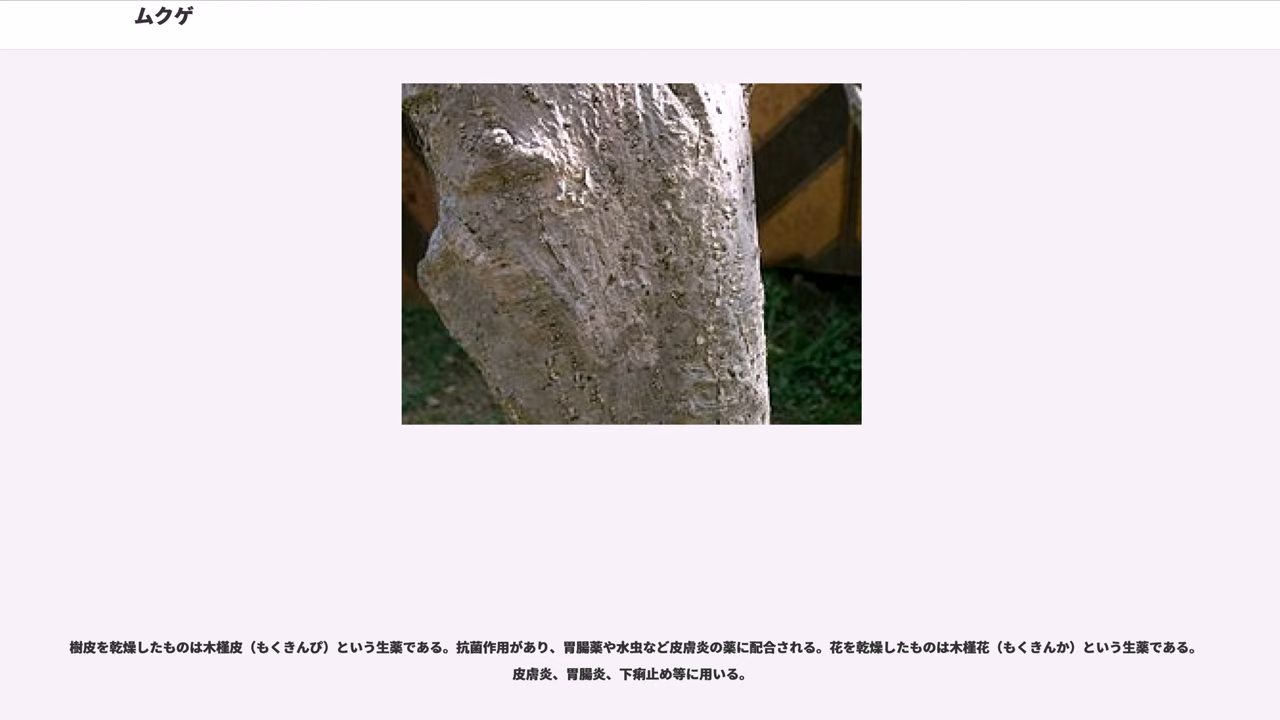 ムクゲ
樹皮を乾燥したものは木槿皮（もくきんぴ）という生薬である。抗菌作用があり、胃腸薬や水虫など皮膚炎の薬に配合される。花を乾燥したものは木槿花（もくきんか）という生薬である。
皮膚炎、胃腸炎、下痢止め等に用いる。